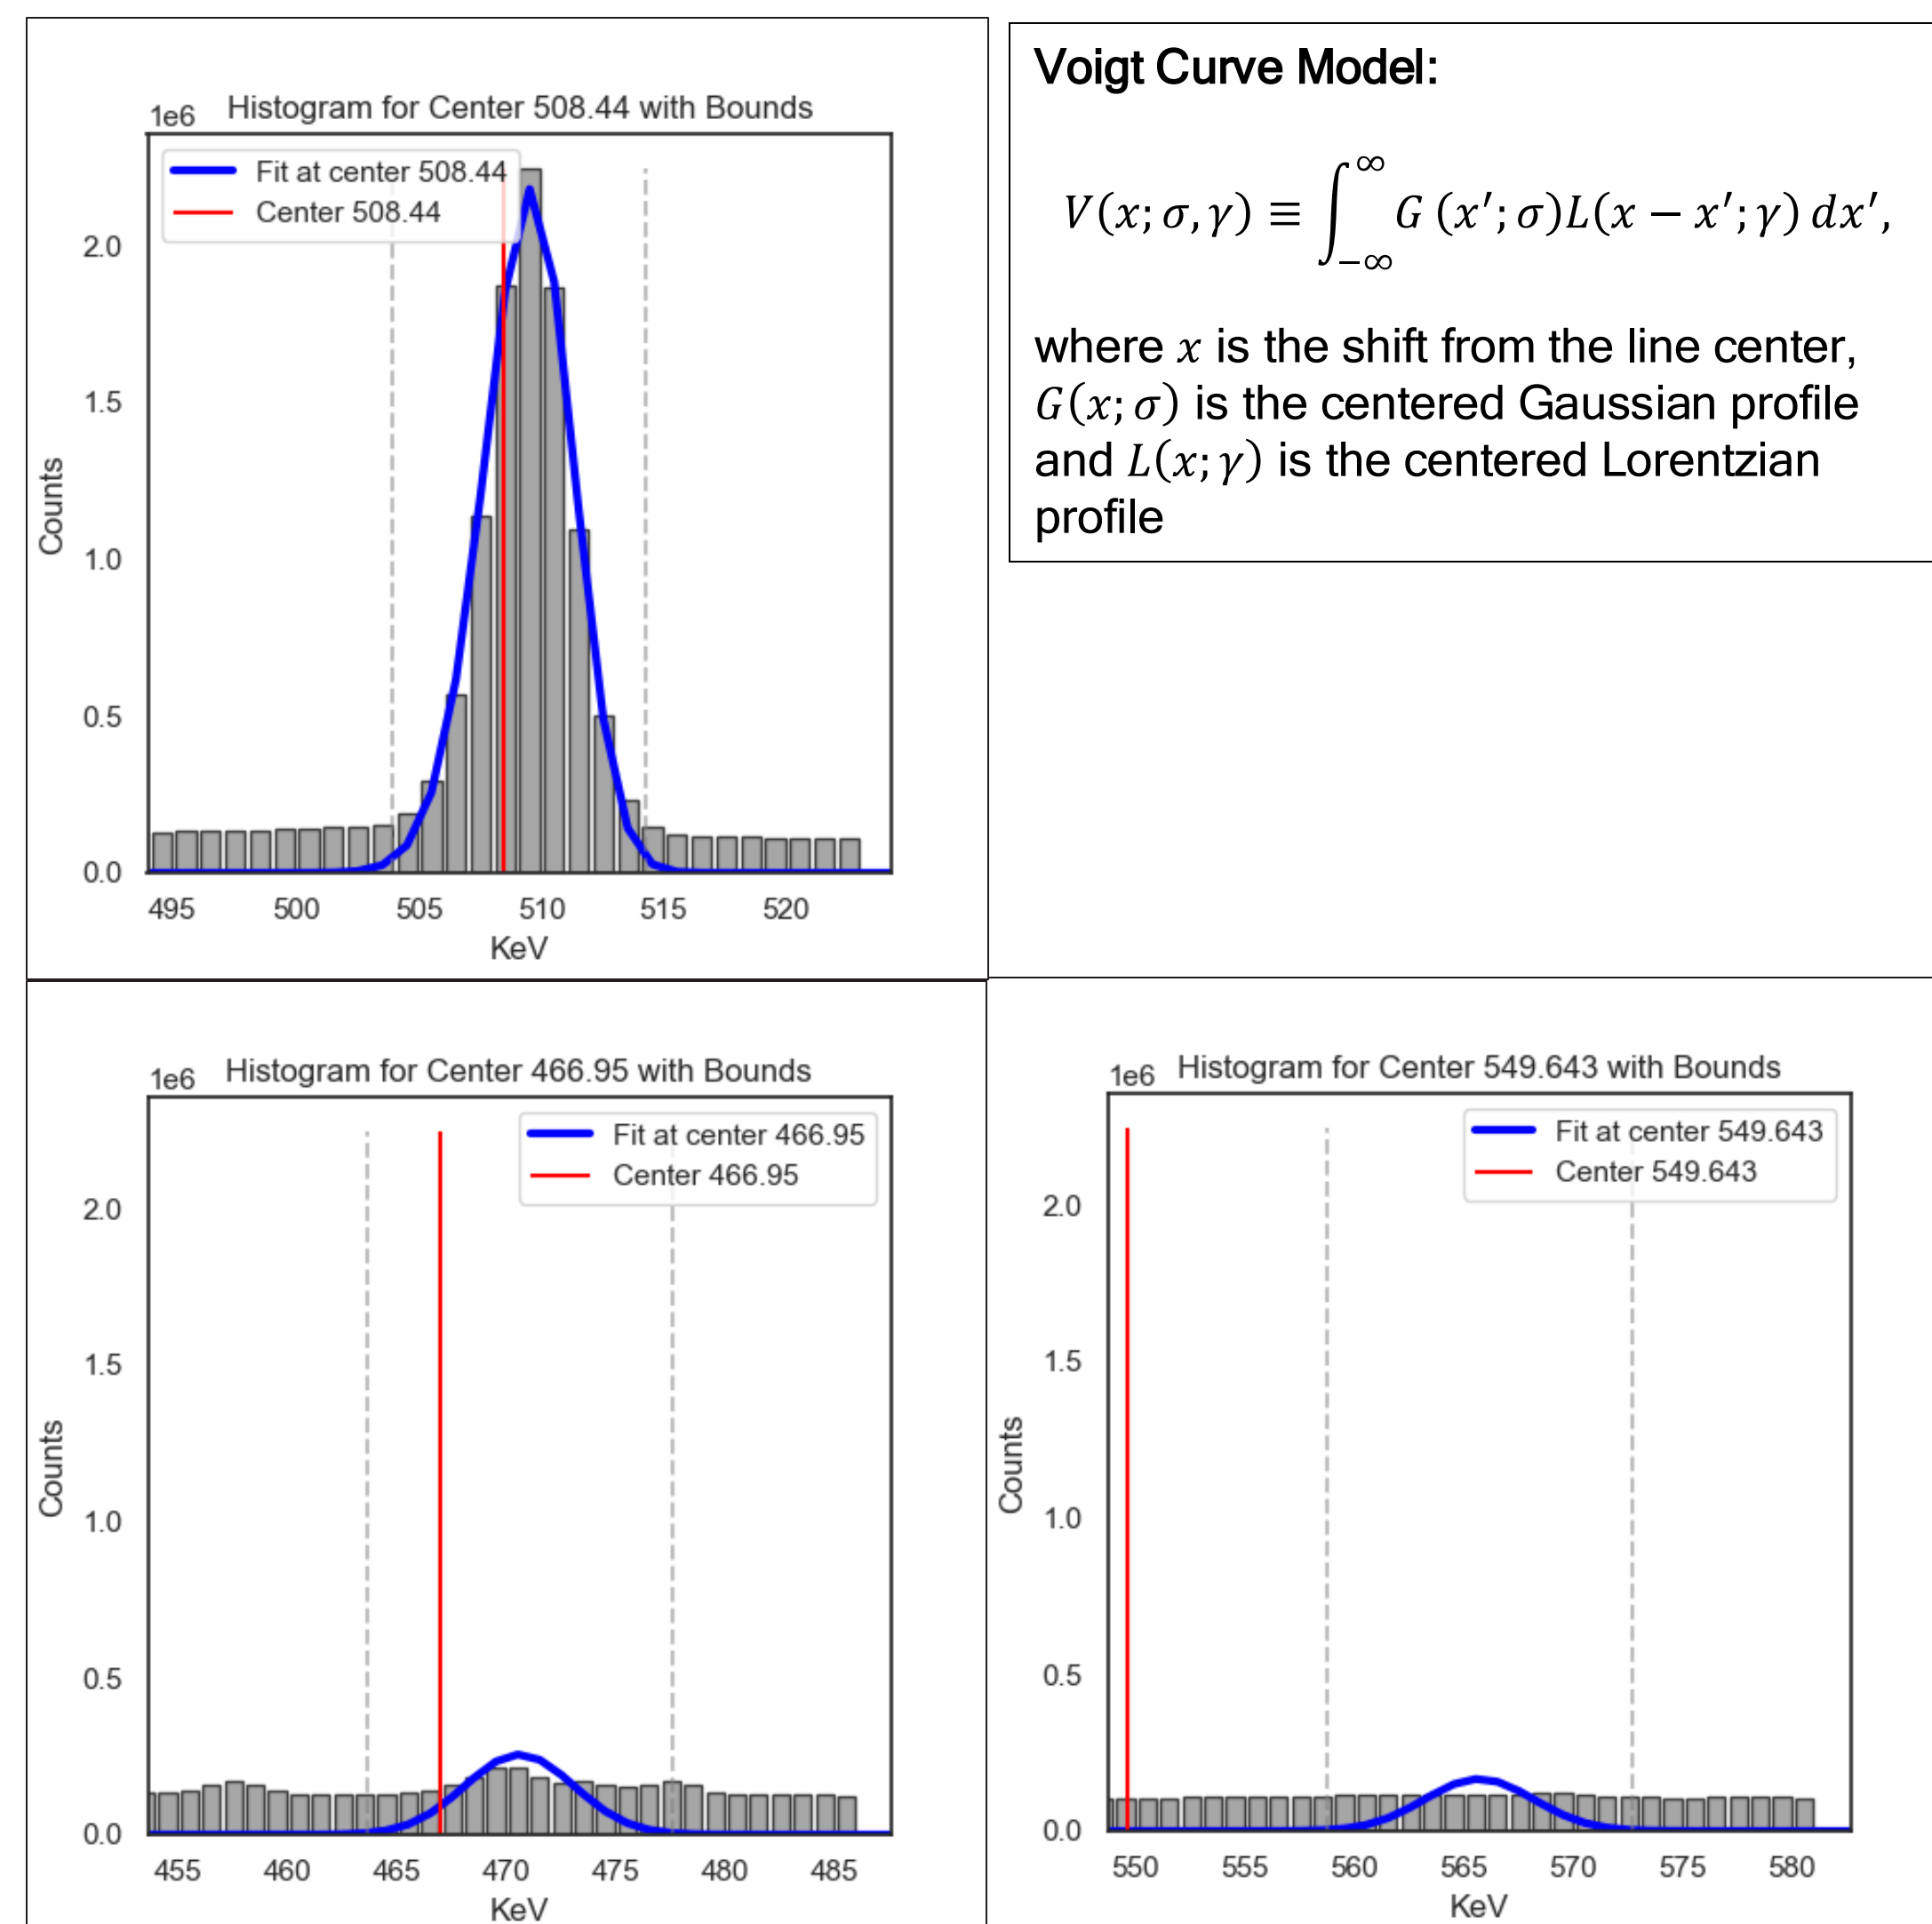 Histogram for Center 508.44 with Bounds
1e6
Fit at center 508.44
Center 508.44
2.0
1.5
1.0
0.5
0.0
Counts
495 500 505 510 515 520
KeV
Voigt Curve Model:
V(x; σ, γ) ≡ ∫_{−∞}^{∞} G (x′; σ)L(x − x′; γ) dx′,
where x is the shift from the line center,
G(x; σ) is the centered Gaussian profile
and L(x; γ) is the centered Lorentzian
profile
Histogram for Center 466.95 with Bounds
1e6
Fit at center 466.95
Center 466.95
2.0
1.5
1.0
0.5
0.0
Counts
455 460 465 470 475 480 485
KeV
Histogram for Center 549.643 with Bounds
1e6
Fit at center 549.643
Center 549.643
2.0
1.5
1.0
0.5
0.0
Counts
550 555 560 565 570 575 580
KeV